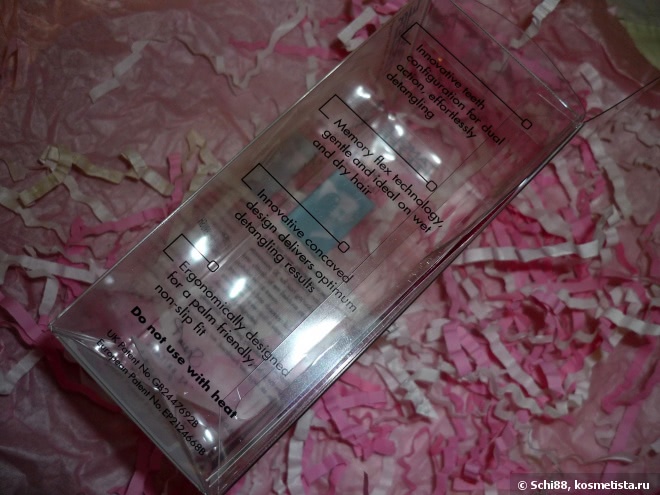 Innovative teeth
configuration for dual
action, effortlessly
detangling
Memory flex technology,
gentle and ideal on wet
and dry hair
Innovative concaved
design delivers optimum
detangling results
Ergonomically designed
for a palm friendly,
non-slip fit
Do not use with heat
UK Patent No. GB2447692B
European Patent No. EP2124668B
© Schi88, kosmetista.ru